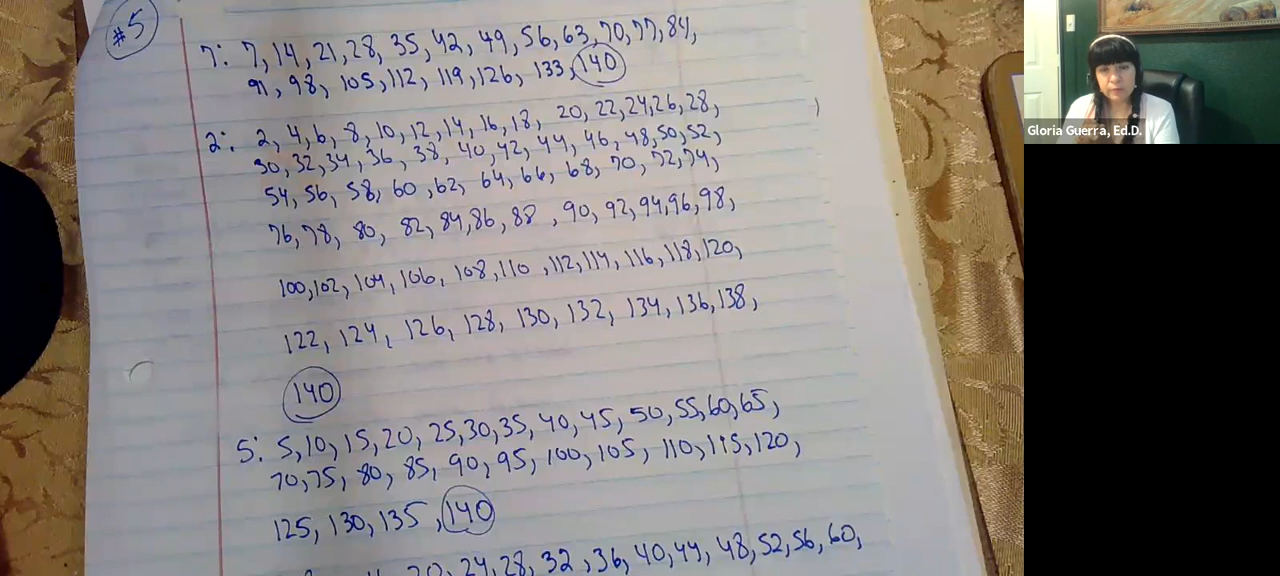 #5
7: 7, 14, 21, 28, 35, 42, 49, 56, 63, 70, 77, 84,
91, 98, 105, 112, 119, 126, 133, 140
2: 2, 4, 6, 8, 10, 12, 14, 16, 18, 20, 22, 24, 26, 28,
30, 32, 34, 36, 38, 40, 42, 44, 46, 48, 50, 52,
54, 56, 58, 60, 62, 64, 66, 68, 70, 72, 74,
76, 78, 80, 82, 84, 86, 88, 90, 92, 94, 96, 98,
100, 102, 104, 106, 108, 110, 112, 114, 116, 118, 120,
122, 124, 126, 128, 130, 132, 134, 136, 138,
140
5: 5, 10, 15, 20, 25, 30, 35, 40, 45, 50, 55, 60, 65,
70, 75, 80, 85, 90, 95, 100, 105, 110, 115, 120,
125, 130, 135, 140
20, 24, 28, 32, 36, 40, 44, 48, 52, 56, 60,
Gloria Guerra, Ed.D.